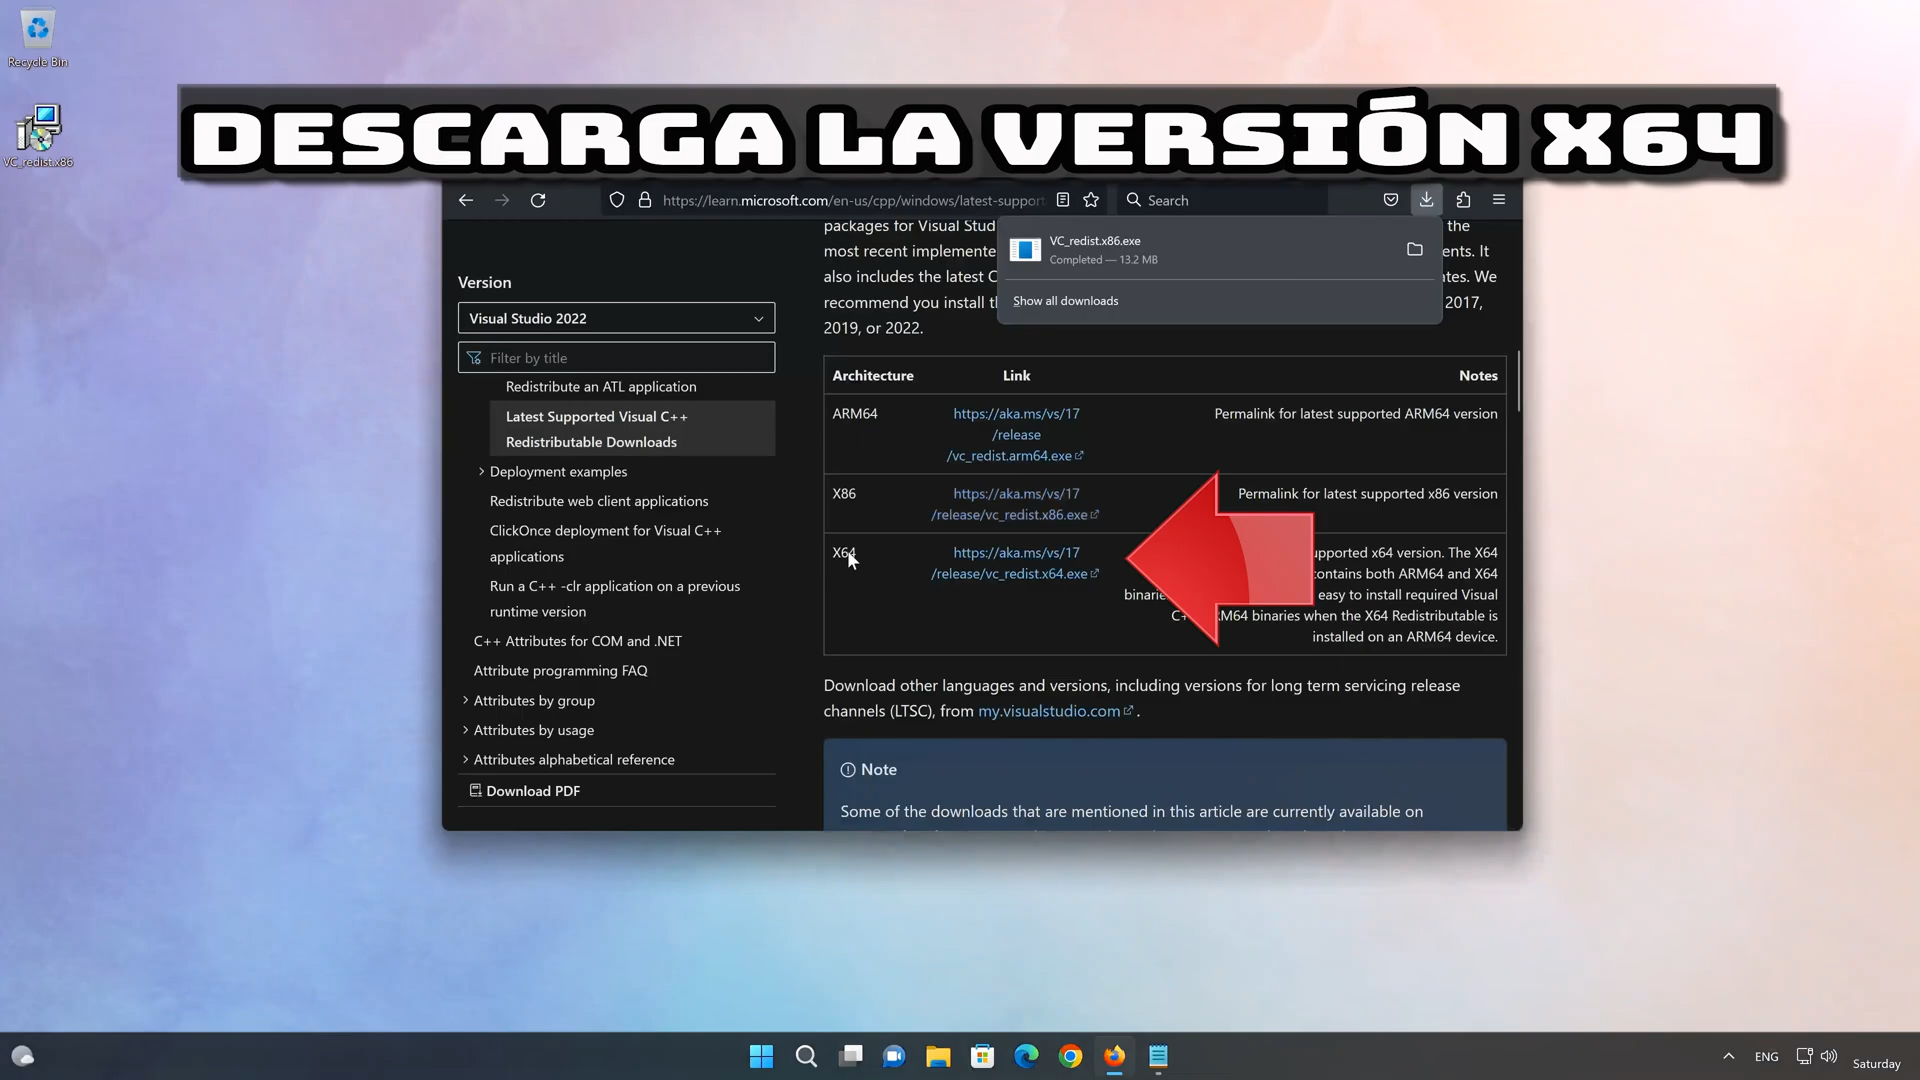 Recycle Bin
VC_redist.x86
DESCARGA LA VERSIÓN X64
https://learn.microsoft.com/en-us/cpp/windows/latest-support
Search
VC_redist.x86.exe
Completed — 13.2 MB
Show all downloads
Version
Visual Studio 2022
Filter by title
Redistribute an ATL application
Latest Supported Visual C++
Redistributable Downloads
Deployment examples
Redistribute web client applications
ClickOnce deployment for Visual C++
applications
Run a C++ -clr application on a previous
runtime version
C++ Attributes for COM and .NET
Attribute programming FAQ
Attributes by group
Attributes by usage
Attributes alphabetical reference
Download PDF
packages for Visual Stud the
most recent implemente ents. It
also includes the latest C ates. We
recommend you install t 2017,
2019, or 2022.
Architecture Link Notes
ARM64 https://aka.ms/vs/17 Permalink for latest supported ARM64 version
/release
/vc_redist.arm64.exe
X86 https://aka.ms/vs/17 Permalink for latest supported x86 version
/release/vc_redist.x86.exe
X64 https://aka.ms/vs/17 upported x64 version. The X64
/release/vc_redist.x64.exe contains both ARM64 and X64
binarie easy to install required Visual
C+ RM64 binaries when the X64 Redistributable is
installed on an ARM64 device.
Download other languages and versions, including versions for long term servicing release
channels (LTSC), from my.visualstudio.com.
Note
Some of the downloads that are mentioned in this article are currently available on
ENG
Saturday